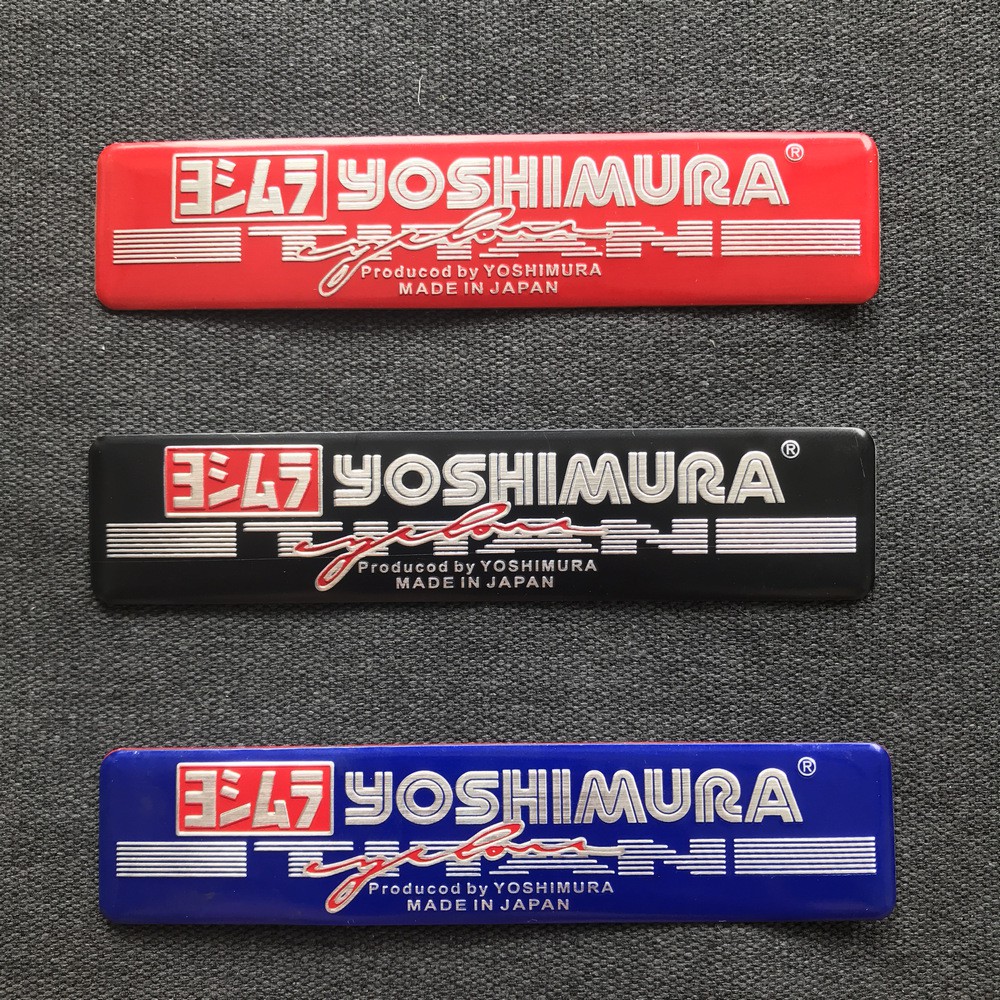 ヨシムラ YOSHIMURA®
TITAN
cyclone
Producod by YOSHIMURA
MADE IN JAPAN
ヨシムラ YOSHIMURA®
TITAN
cyclone
Producod by YOSHIMURA
MADE IN JAPAN
ヨシムラ YOSHIMURA®
TITAN
cyclone
Producod by YOSHIMURA
MADE IN JAPAN